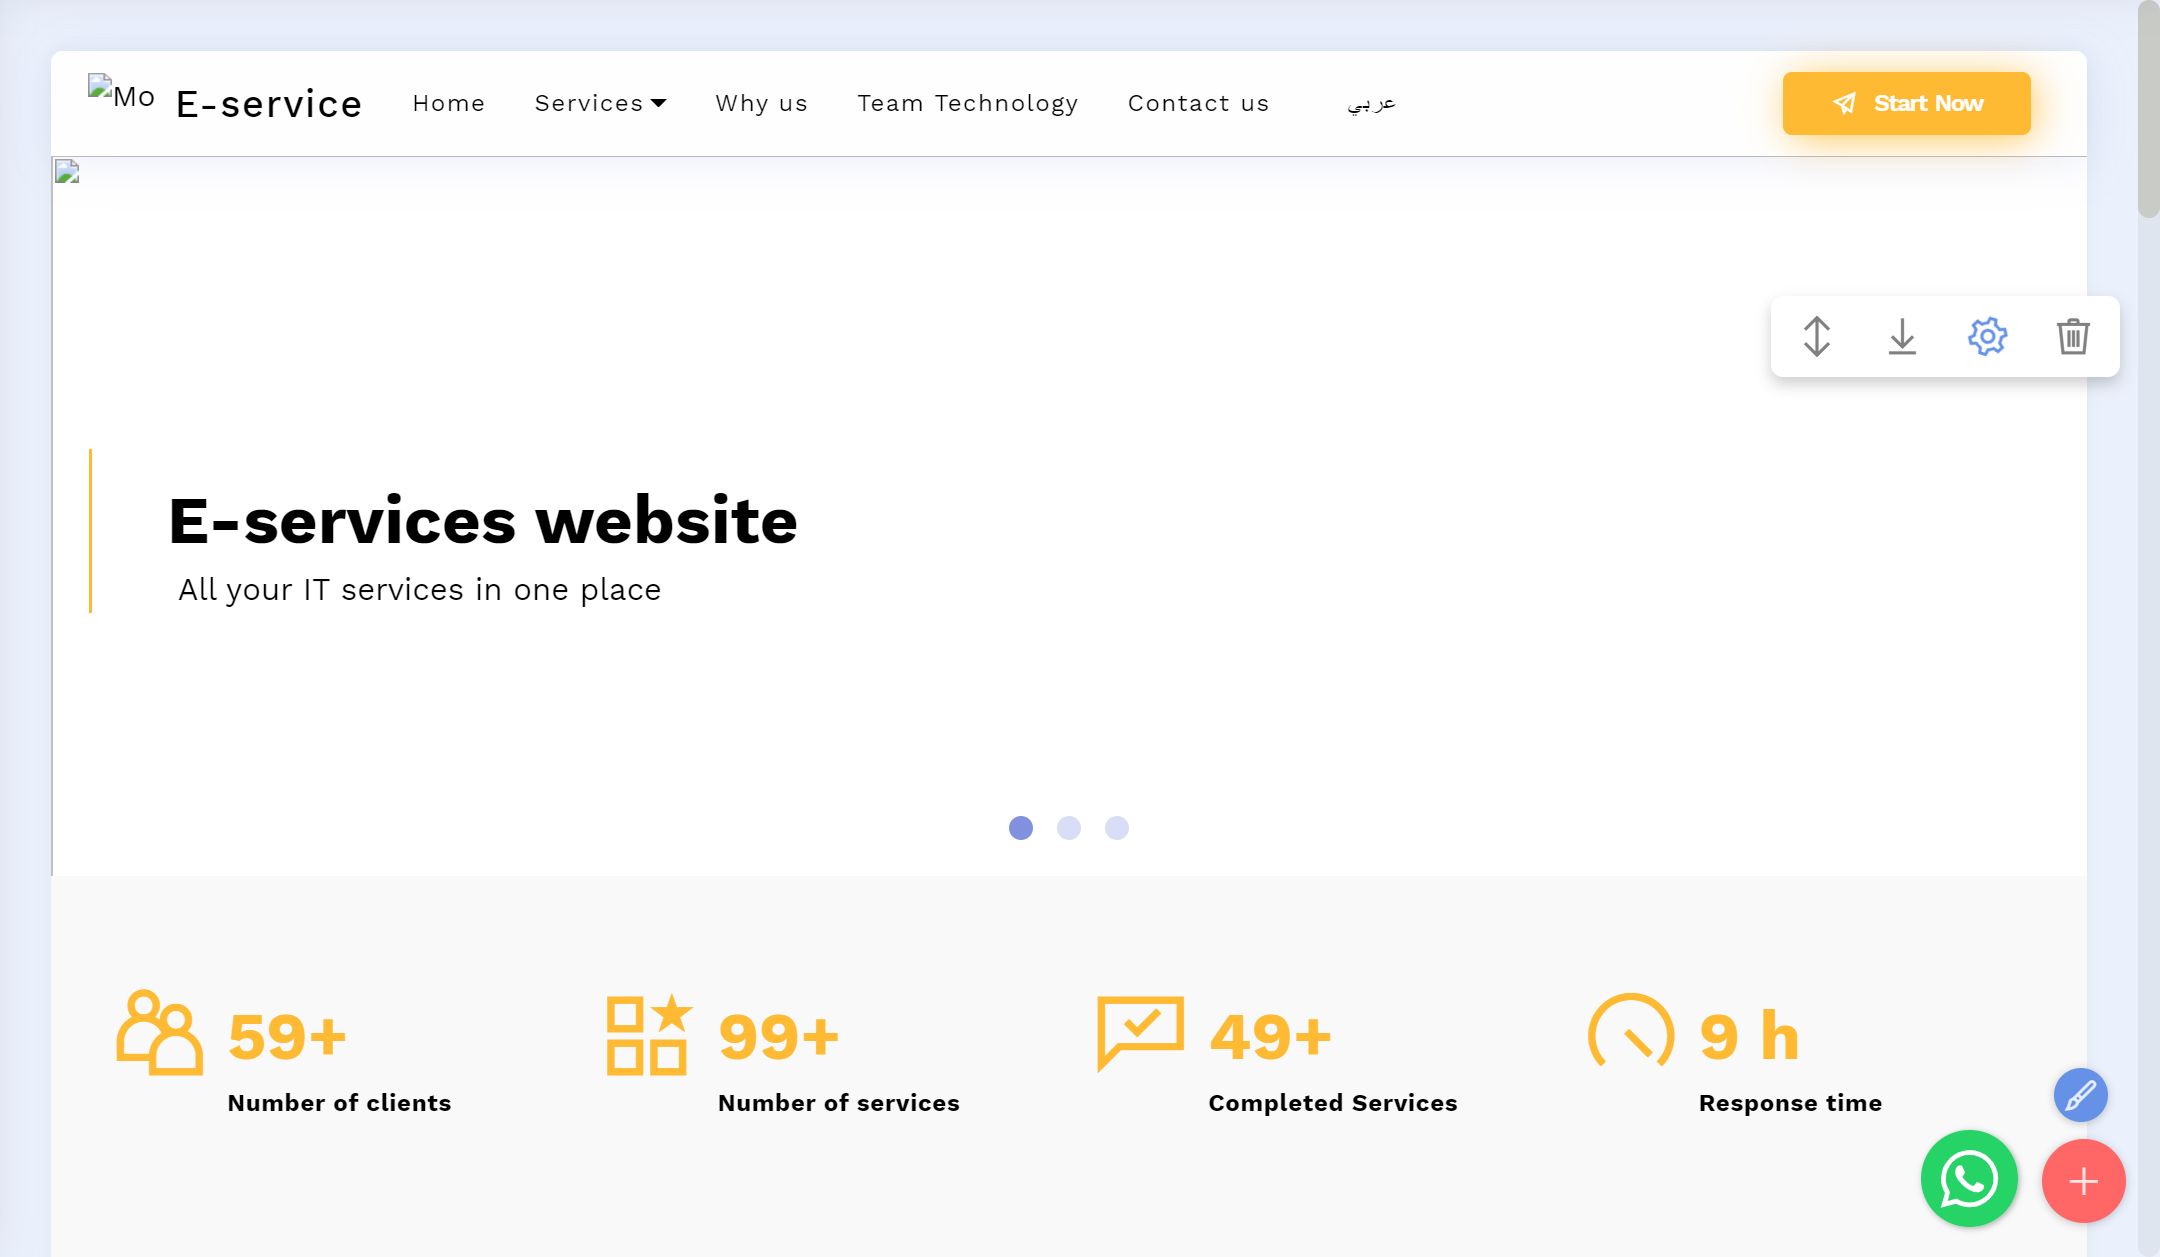 Mo
E-service
Home
Services
Why us
Team Technology
Contact us
عربي
Start Now
E-services website
All your IT services in one place
59+
Number of clients
99+
Number of services
49+
Completed Services
9 h
Response time